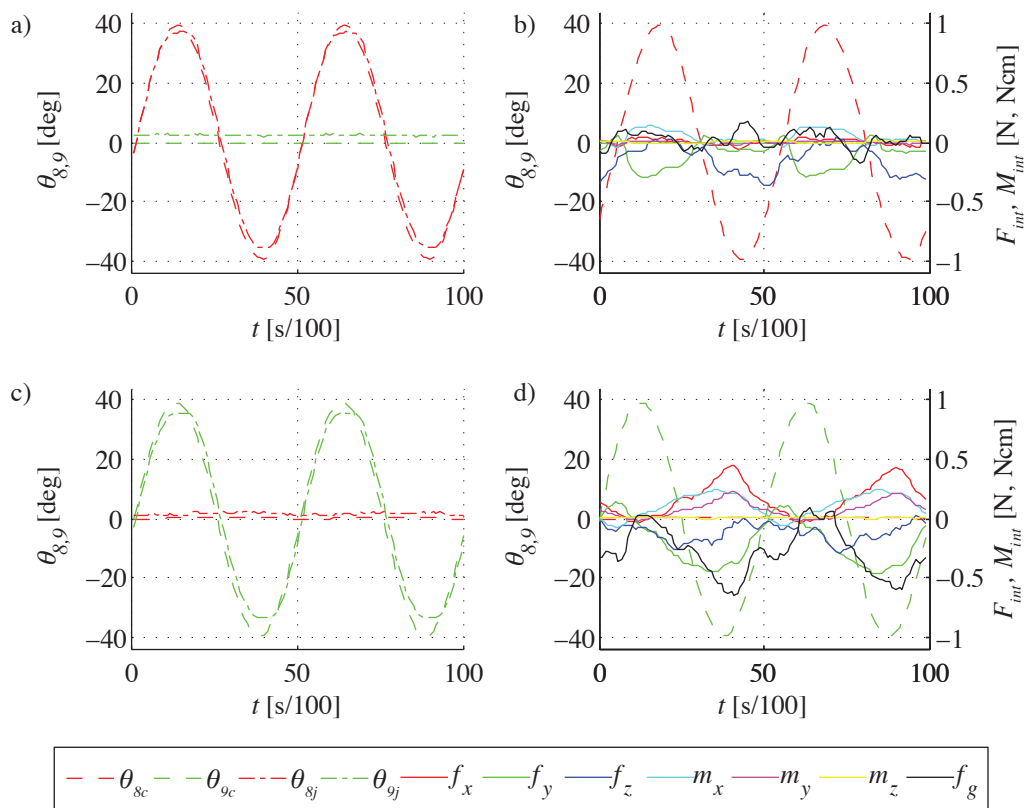 a)
40
20
0
−20
−40
θ8,9 [deg]
0
50
100
t [s/100]
b)
40
20
0
−20
−40
θ8,9 [deg]
1
0.5
0
−0.5
−1
Fint, Mint [N, Ncm]
0
50
100
t [s/100]
c)
40
20
0
−20
−40
θ8,9 [deg]
0
50
100
t [s/100]
d)
40
20
0
−20
−40
θ8,9 [deg]
1
0.5
0
−0.5
−1
Fint, Mint [N, Ncm]
0
50
100
t [s/100]
θ8c θ9c θ8j θ9j fx fy fz mx my mz fg